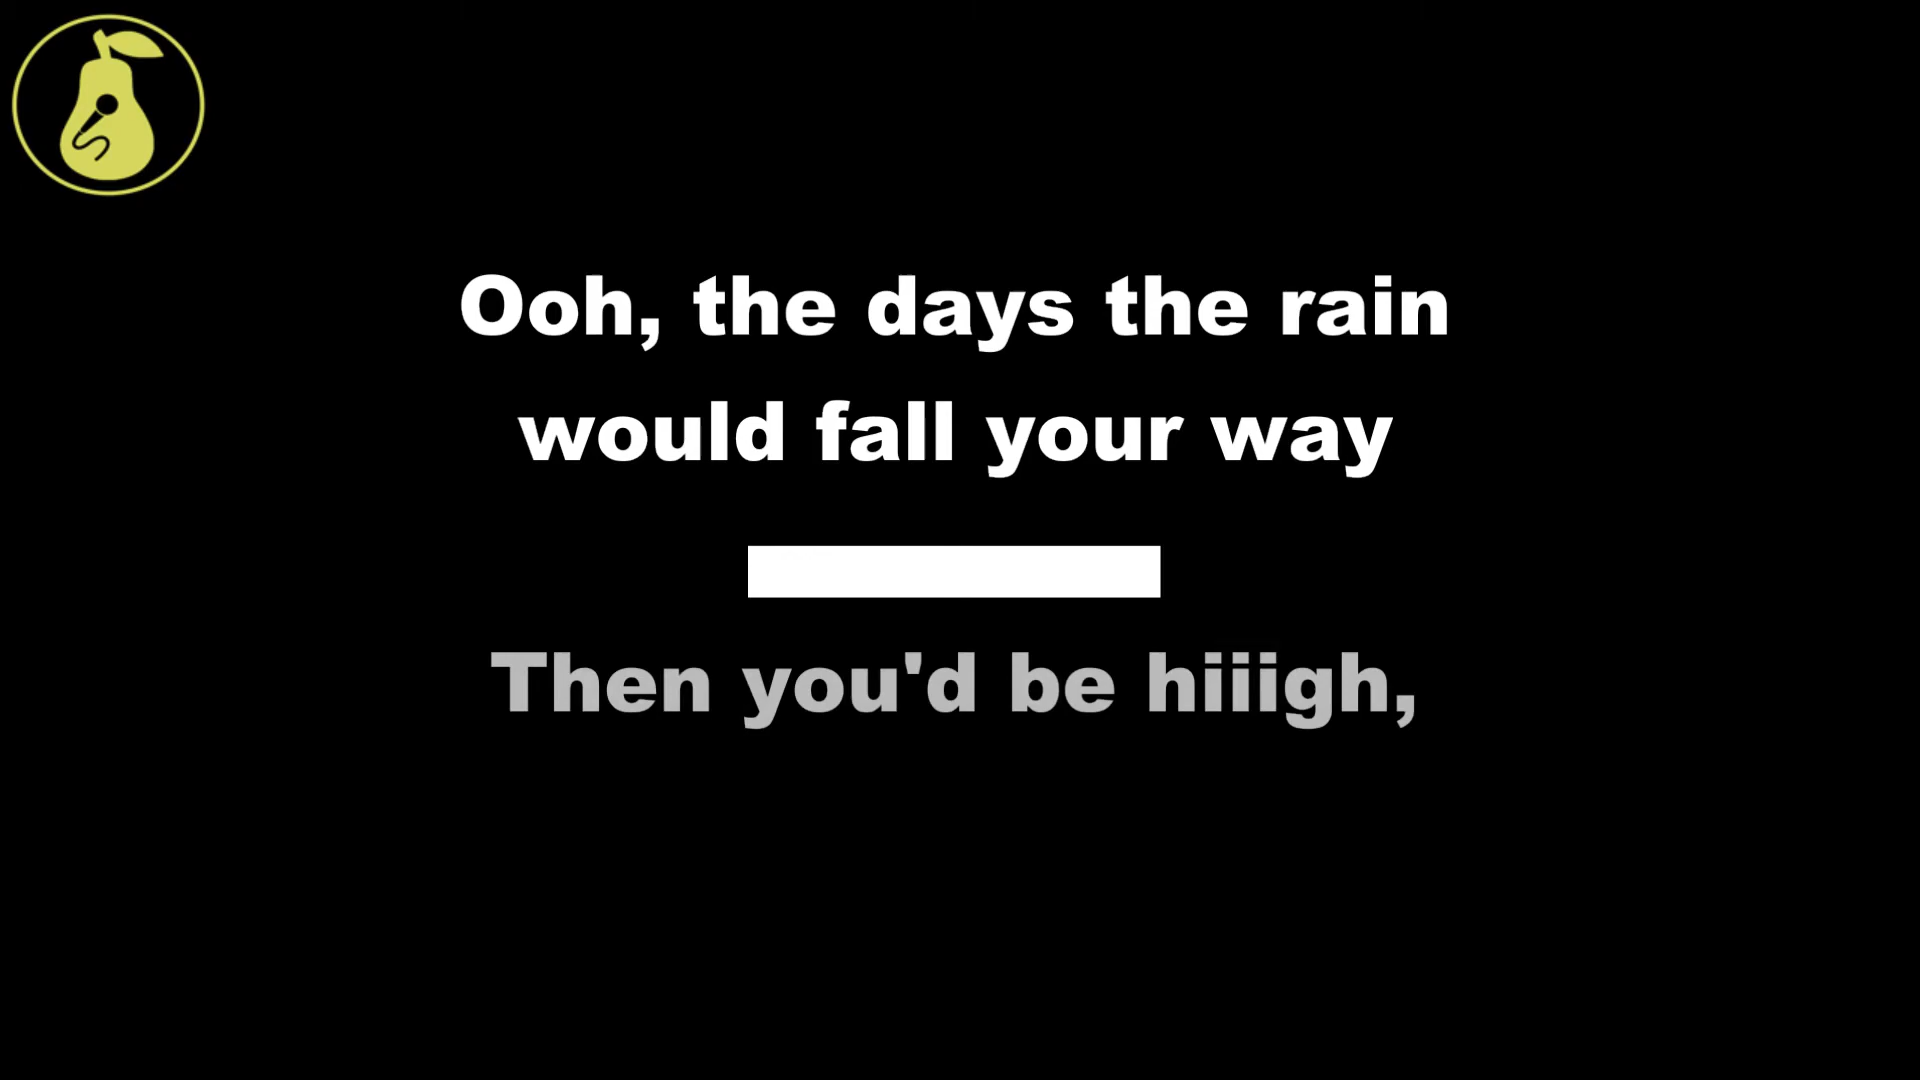 Ooh, the days the rain
would fall your way
Then you'd be hiiigh,